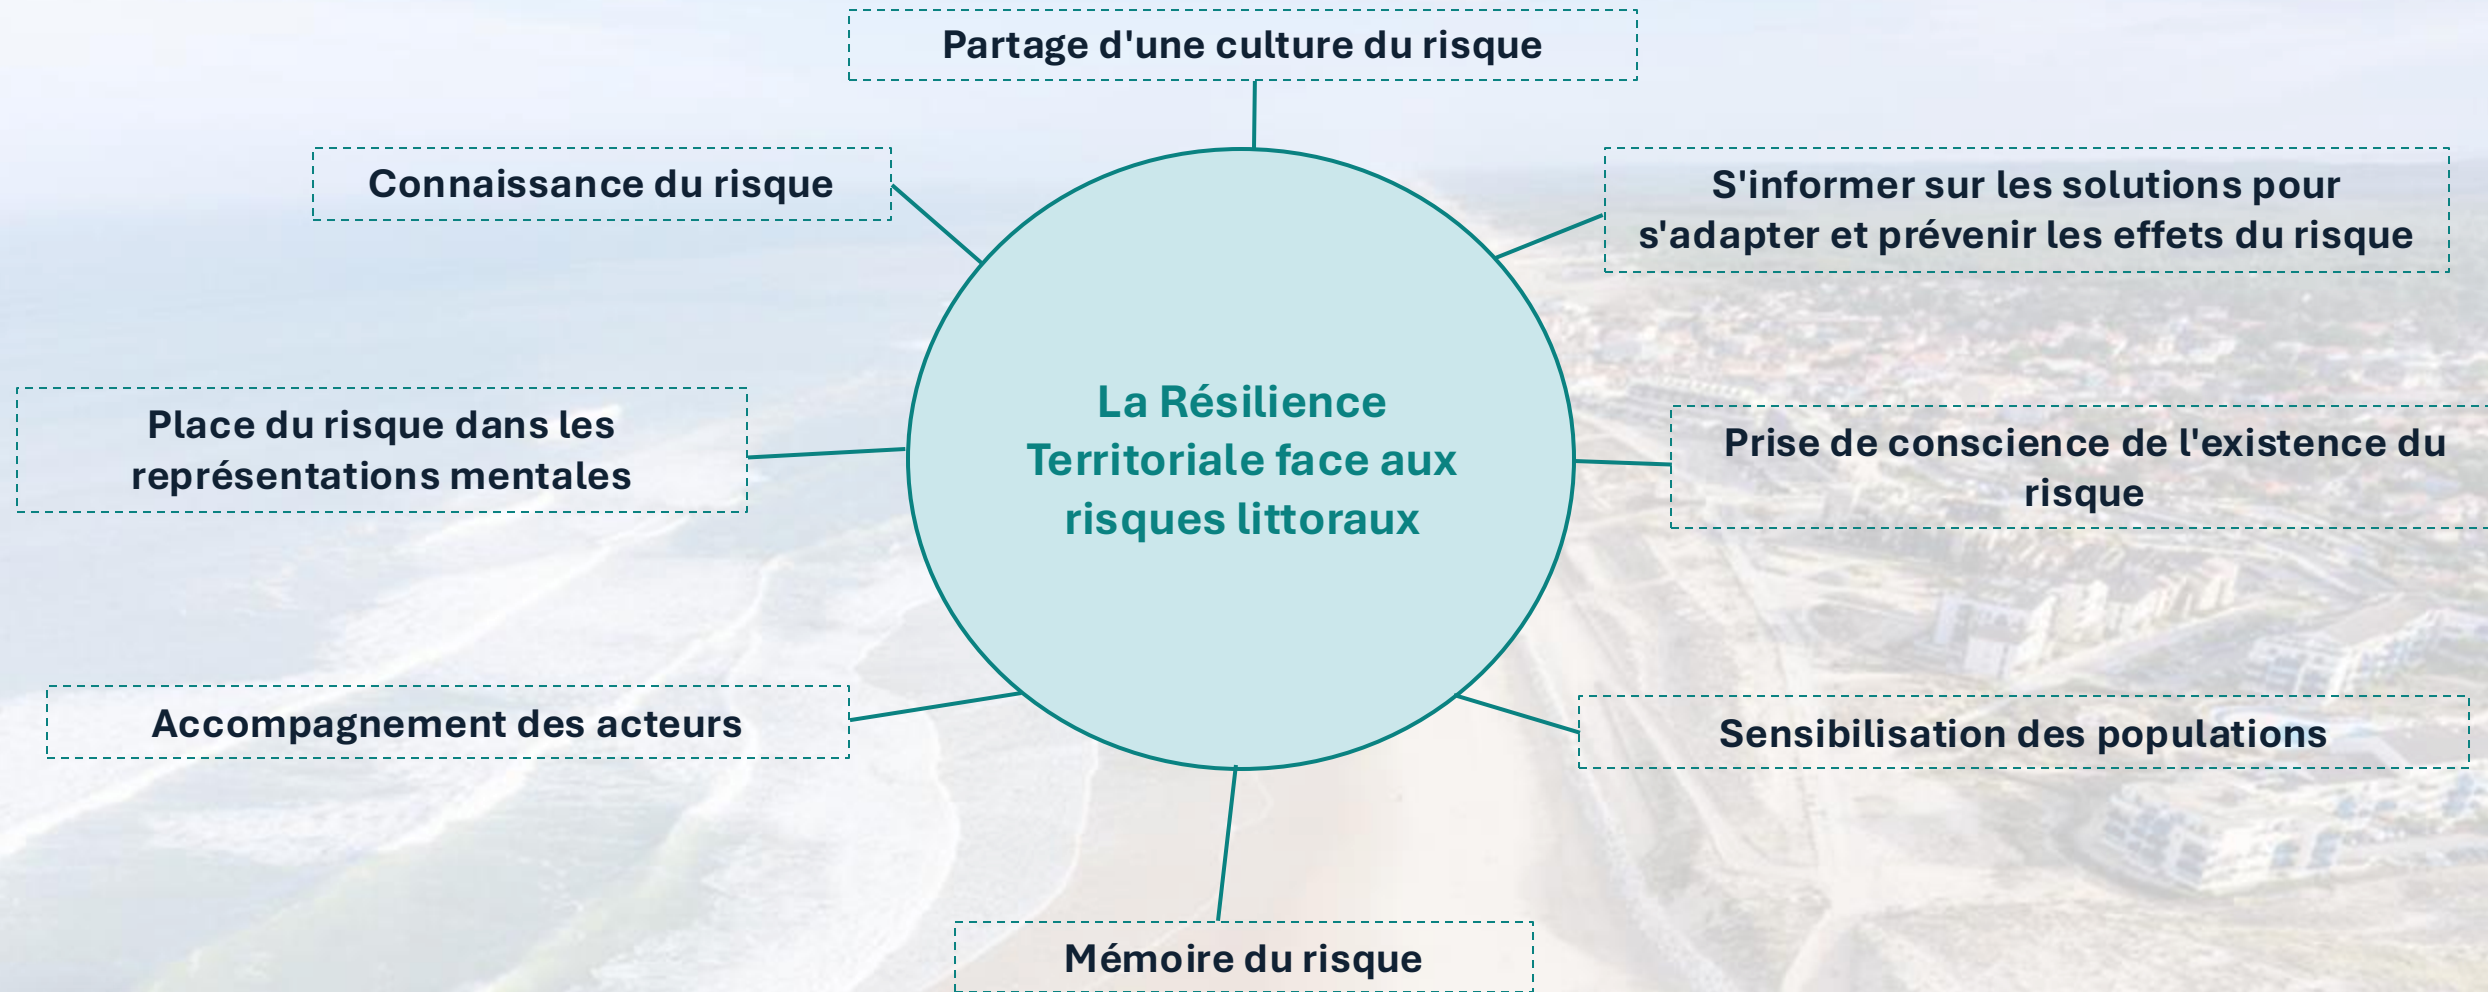 Partage d'une culture du risque
Connaissance du risque
S'informer sur les solutions pour
s'adapter et prévenir les effets du risque
La Résilience
Territoriale face aux
risques littoraux
Place du risque dans les
représentations mentales
Prise de conscience de l'existence du
risque
Accompagnement des acteurs
Sensibilisation des populations
Mémoire du risque